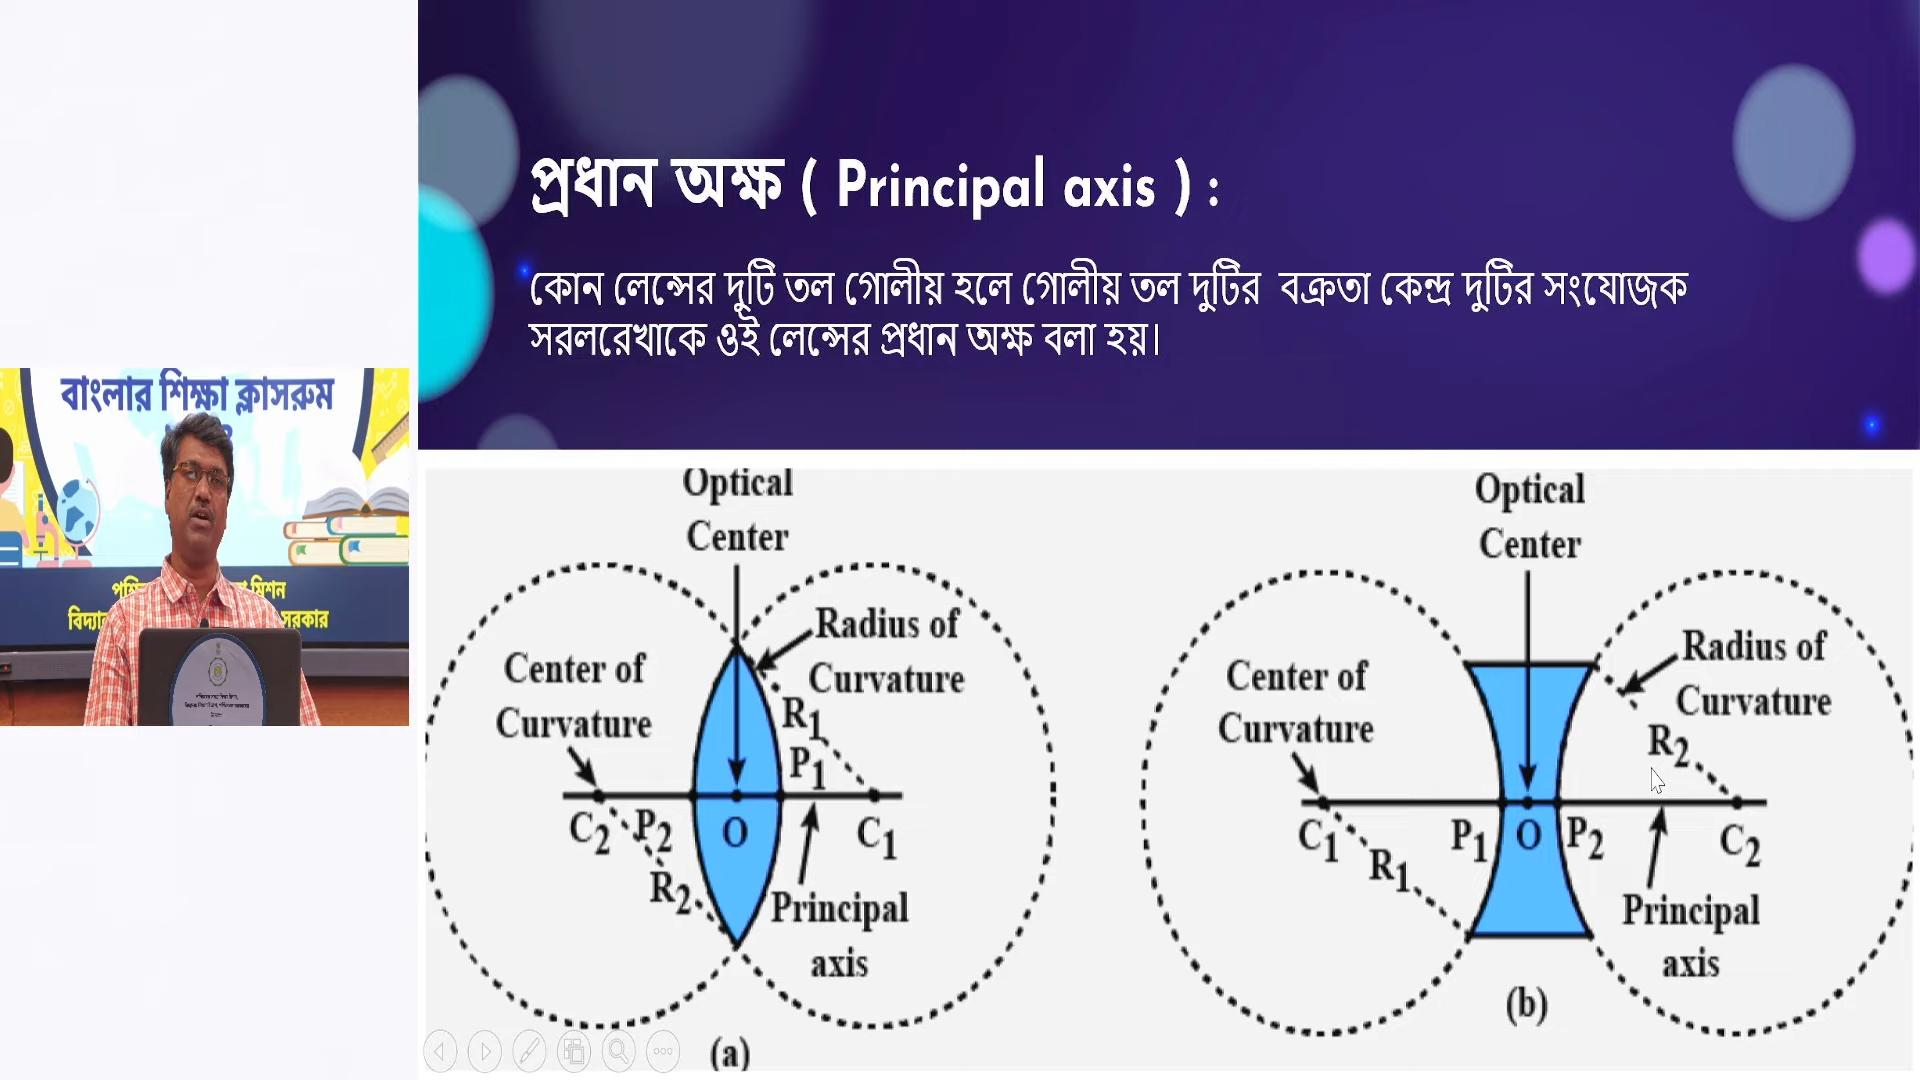 প্রধান অক্ষ ( Principal axis ) :
কোন লেন্সের দুটি তল গোলীয় হলে গোলীয় তল দুটির বক্রতা কেন্দ্র দুটির সংযোজক
সরলরেখাকে ওই লেন্সের প্রধান অক্ষ বলা হয়।
বাংলার শিক্ষা ক্লাসরুম
মিশন
সরকার
Optical
Center
Radius of
Curvature
Center of
Curvature
R1
P1
C2
P2
O
C1
R2
Principal
axis
(a)
Optical
Center
Radius of
Curvature
Center of
Curvature
R2
C1
P1
O
P2
C2
R1
Principal
axis
(b)